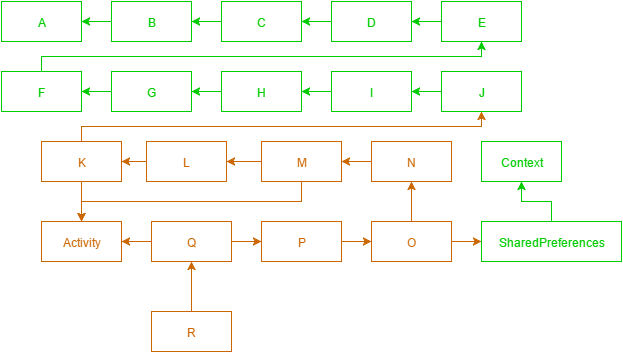 A B C D E
F G H I J
K L M N Context
Activity Q P O SharedPreferences
R